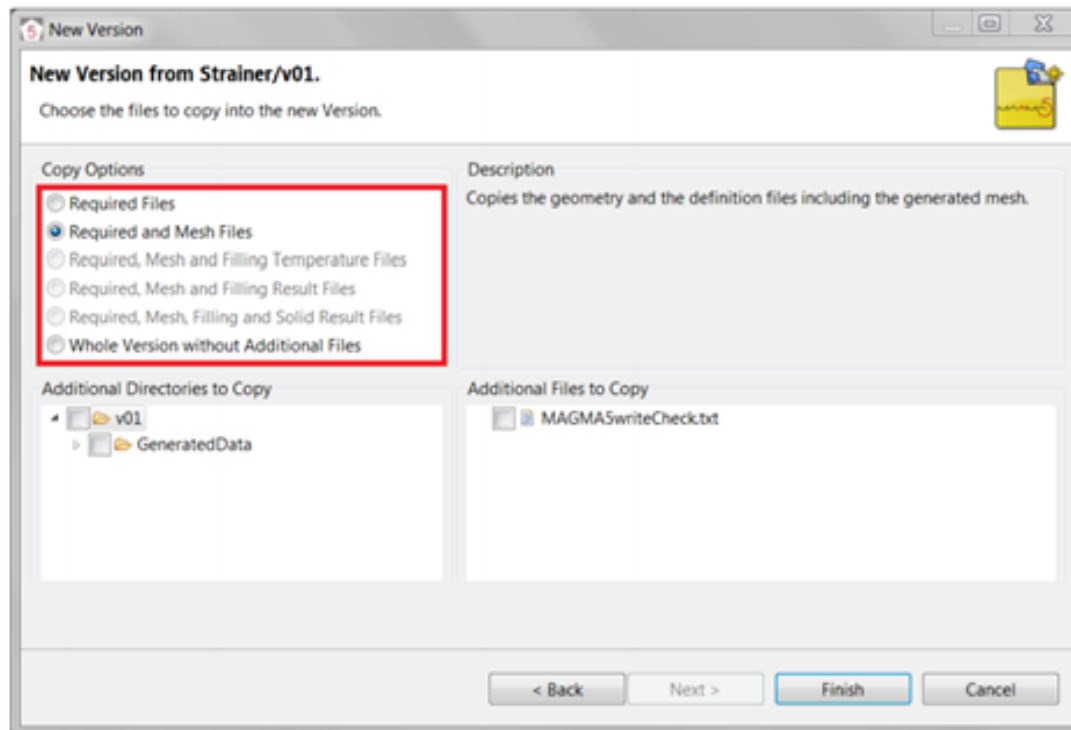 5 New Version
New Version from Strainer/v01.
Choose the files to copy into the new Version.
Copy Options
Required Files
Required and Mesh Files
Required, Mesh and Filling Temperature Files
Required, Mesh and Filling Result Files
Required, Mesh, Filling and Solid Result Files
Whole Version without Additional Files
Description
Copies the geometry and the definition files including the generated mesh.
Additional Directories to Copy
v01
GeneratedData
Additional Files to Copy
MAGMA5writeCheck.txt
< Back
Next >
Finish
Cancel